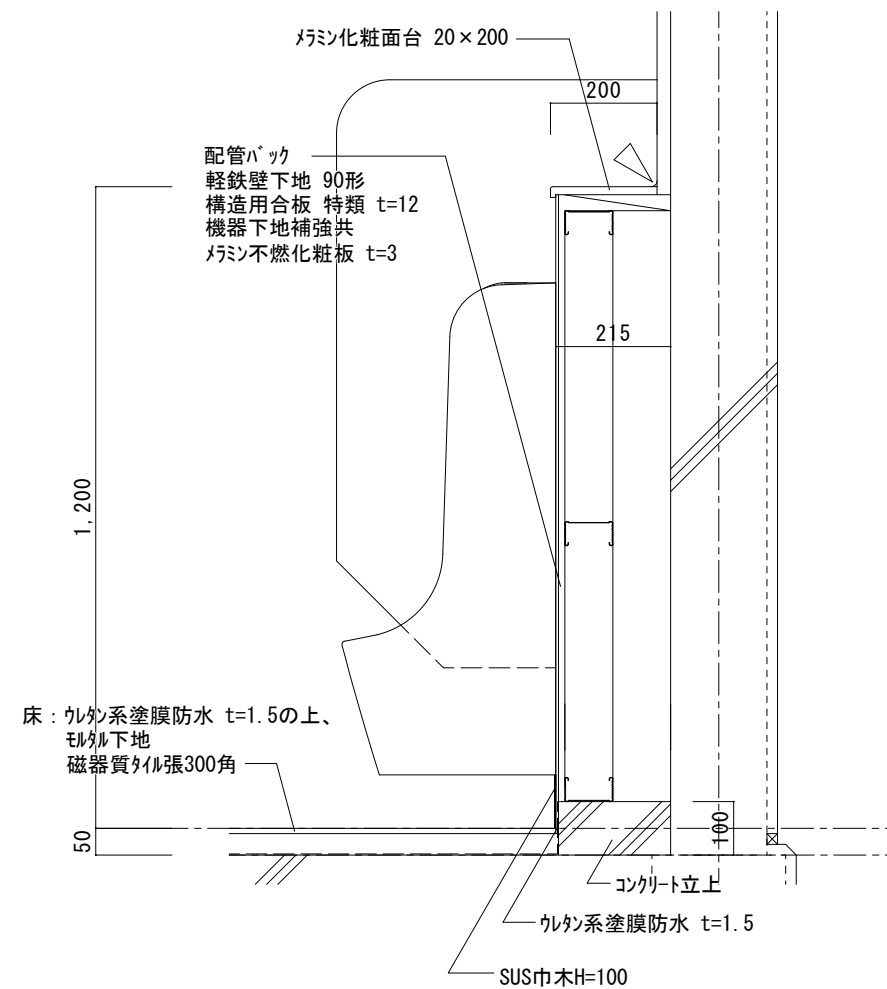 ﾒﾗﾐﾝ化粧面台 20×200
200
配管ﾊﾞｯｸ
軽鉄壁下地 90形
構造用合板 特類 t=12
機器下地補強共
ﾒﾗﾐﾝ不燃化粧板 t=3
215
1,200
床：ｳﾚﾀﾝ系塗膜防水 t=1.5の上、
ﾓﾙﾀﾙ下地
磁器質ﾀｲﾙ張300角
50
100
ｺﾝｸﾘｰﾄ立上
ｳﾚﾀﾝ系塗膜防水 t=1.5
SUS巾木H=100